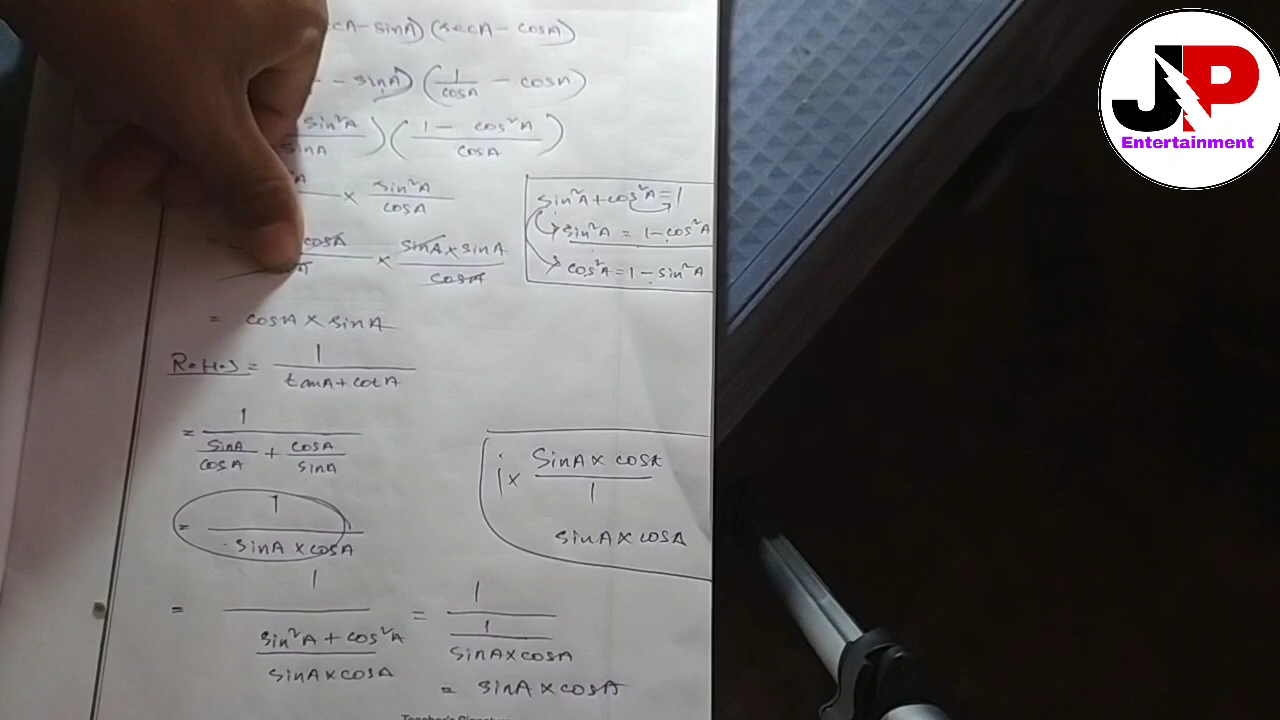 cA - sinA) (secA - cosA)
- sinA) (1/cosA - cosA)
sin²A/sinA) (1 - cos²A/cosA)
A × sin²A/cosA
= cosA/A × sinA × sinA/cosA
sin²A + cos²A = 1
sin²A = 1 - cos²A
cos²A = 1 - sin²A
= cosA × sinA
R.H.S = 1/tanA + cotA
= 1/sinA/cosA + cosA/sinA
= 1/sinA × cosA
1 × SinA × cosA/1
sinA × cosA
= 1/sin²A + cos²A/sinA × cosA = 1/1/sinA × cosA
= sinA × cosA
JP
Entertainment